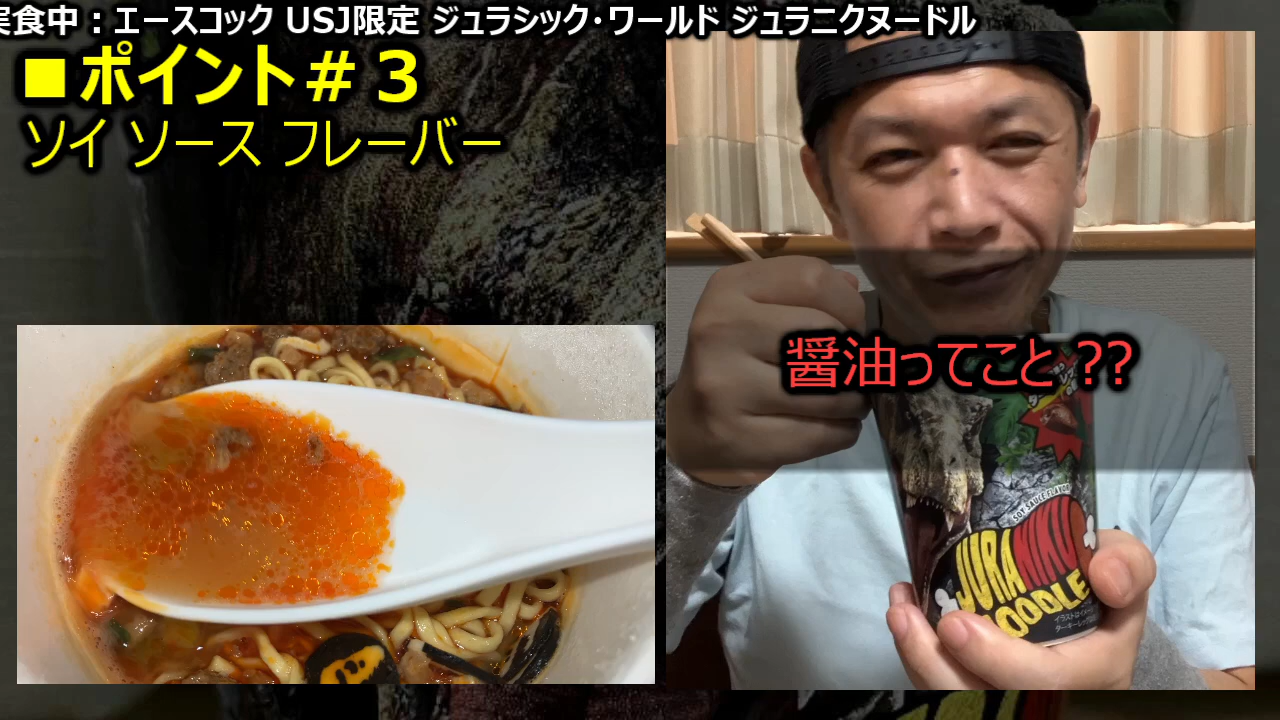 実食中：エースコック USJ限定 ジュラシック・ワールド ジュラニクヌードル
■ポイント＃３
ソイ ソース フレーバー
醤油ってこと ??
SOY SAUCE FLAVOR
JURANIKU
NOODLE